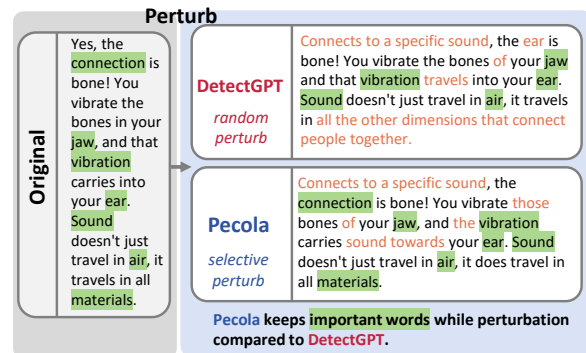 Perturb
Original
Yes, the
connection is
bone! You
vibrate the
bones in your
jaw, and that
vibration
carries into
your ear.
Sound
doesn't just
travel in air, it
travels in all
materials.
DetectGPT
random
perturb
Connects to a specific sound, the ear is
bone! You vibrate the bones of your jaw
and that vibration travels into your ear.
Sound doesn't just travel in air, it travels
in all the other dimensions that connect
people together.
Pecola
selective
perturb
Connects to a specific sound, the
connection is bone! You vibrate those
bones of your jaw, and the vibration
carries sound towards your ear. Sound
doesn't just travel in air, it does travel in
all materials.
Pecola keeps important words while perturbation
compared to DetectGPT.